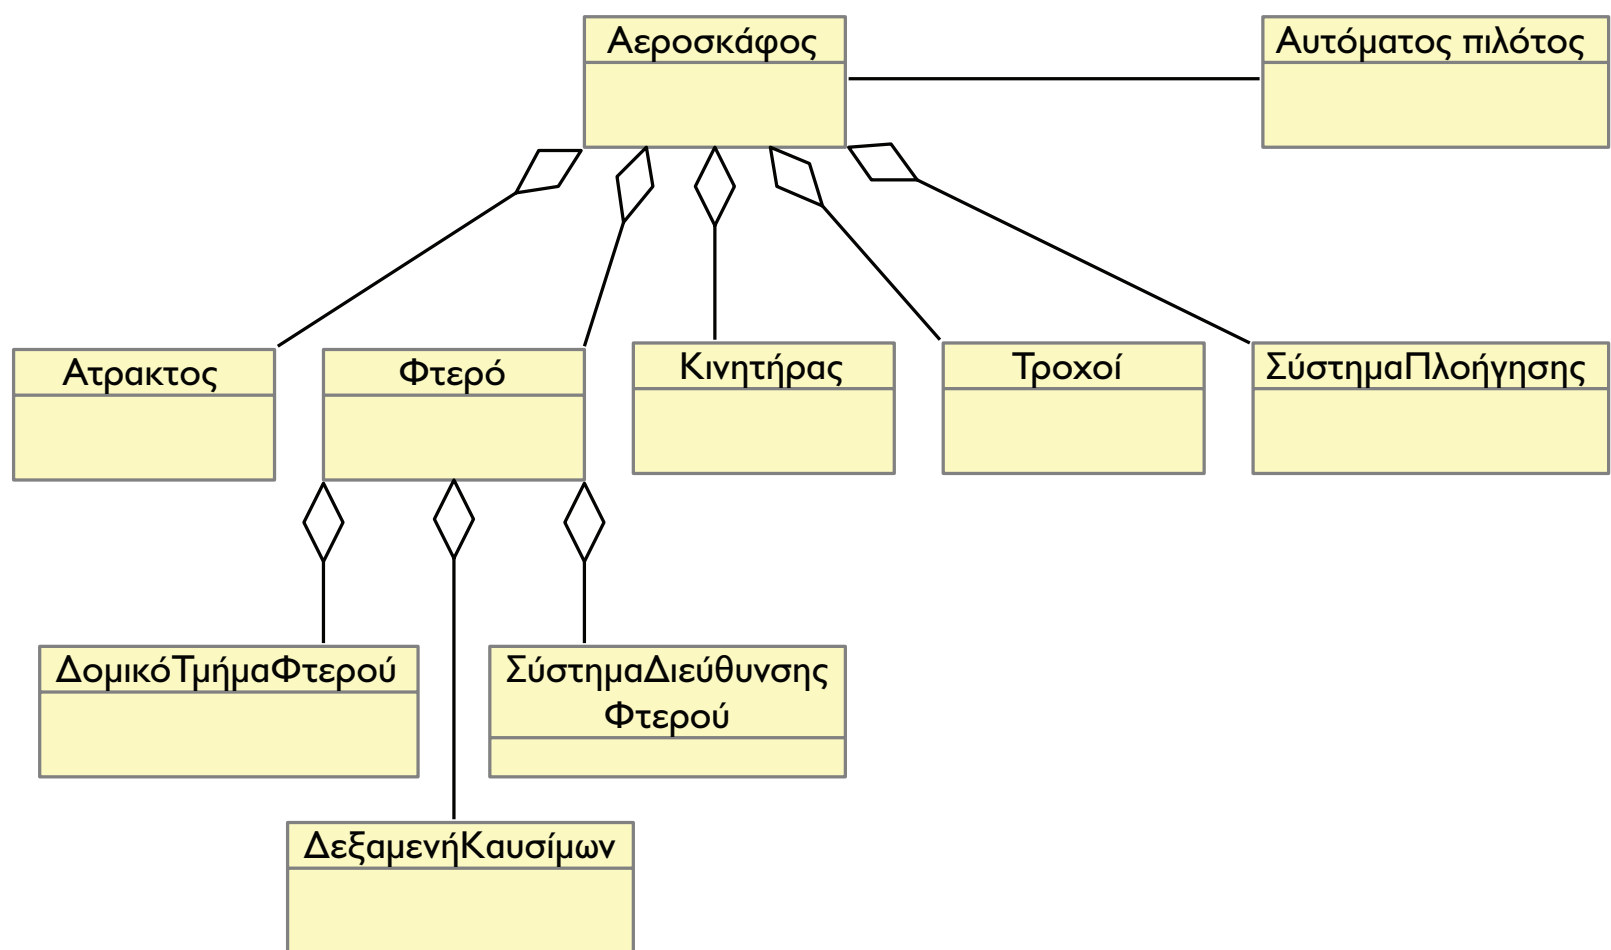 Αεροσκάφος
Αυτόματος πιλότος
Ατρακτος
Φτερό
Κινητήρας
Τροχοί
ΣύστημαΠλοήγησης
ΔομικόΤμήμαΦτερού
ΣύστημαΔιεύθυνσης
Φτερού
ΔεξαμενήΚαυσίμων